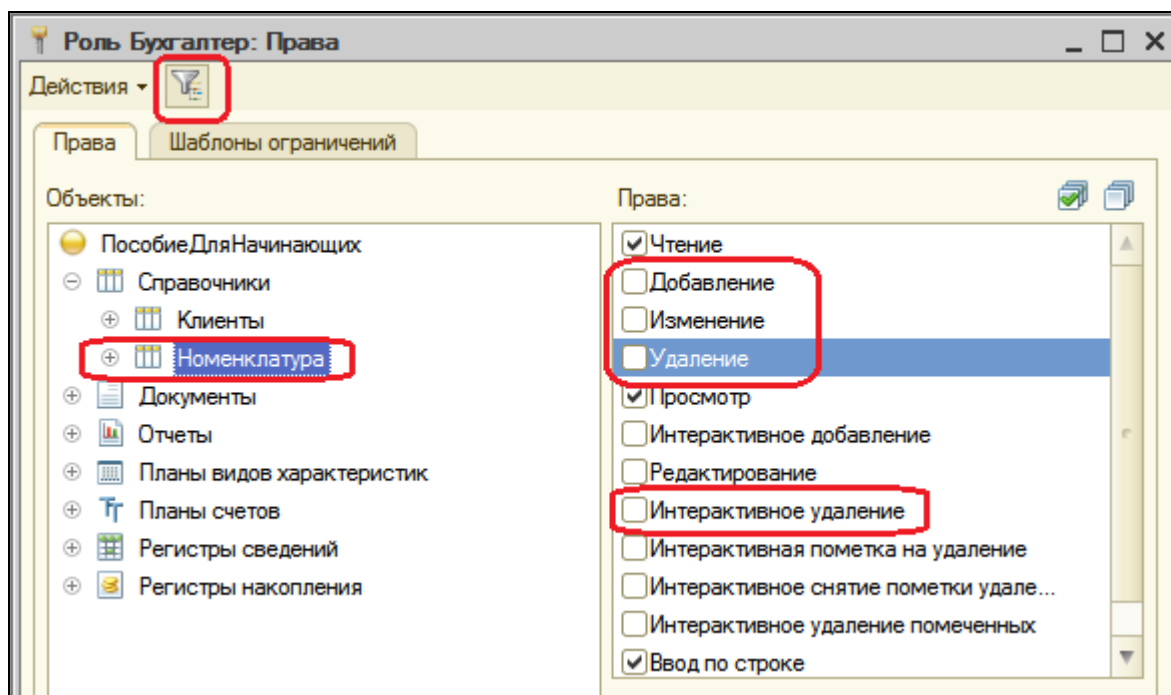 Роль Бухгалтер: Права
Действия
Права
Шаблоны ограничений
Объекты:
ПособиеДляНачинающих
Справочники
Клиенты
Номенклатура
Документы
Отчеты
Планы видов характеристик
Планы счетов
Регистры сведений
Регистры накопления
Права:
Чтение
Добавление
Изменение
Удаление
Просмотр
Интерактивное добавление
Редактирование
Интерактивное удаление
Интерактивная пометка на удаление
Интерактивное снятие пометки удале...
Интерактивное удаление помеченных
Ввод по строке